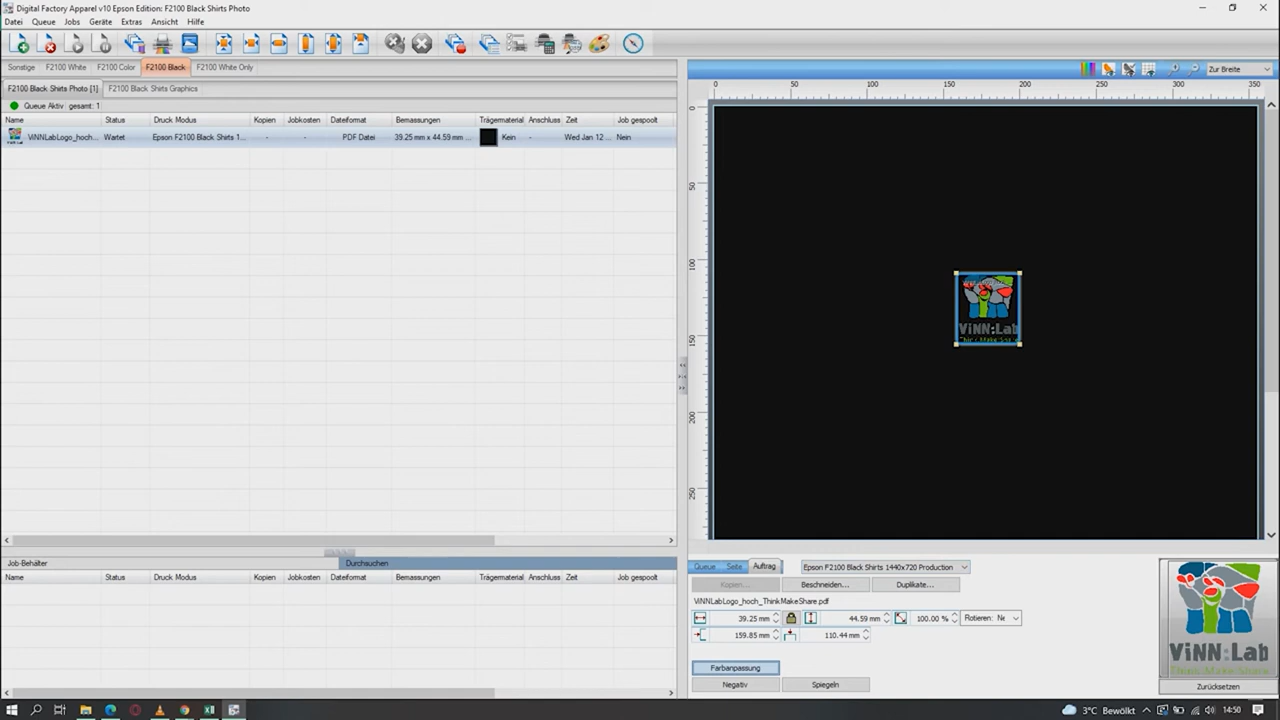 Digital Factory Apparel v10 Epson Edition: F2100 Black Shirts Photo
Datei Queue Jobs Geräte Extras Ansicht Hilfe
Zur Breite
Sonstige F2100 White F2100 Color F2100 Black F2100 White Only
F2100 Black Shirts Photo [1] F2100 Black Shirts Graphics
Queue Aktiv gesamt: 1
Name Status Druck Modus Kopien Jobkosten Dateiformat Bemassungen Trägermaterial Anschluss Zeit Job gespoolt
ViNNLabLogo_hoch... Wartet Epson F2100 Black Shirts 1... - - PDF Datei 39.25 mm x 44.59 mm ... Kein - Wed Jan 12 ... Nein
0 50 100 150 200 250 300 350
0
50
100
150
200
250
ViNN:Lab
Job-Behälter Durchsuchen
Name Status Druck Modus Kopien Jobkosten Dateiformat Bemassungen Trägermaterial Anschluss Zeit Job gespoolt
Queue Seite Auftrag Epson F2100 Black Shirts 1440x720 Production
Kopien... Beschneiden... Duplikate...
ViNNLabLogo_hoch_ThinkMakeShare.pdf
39.25 mm 44.59 mm 100.00 % Rotieren: Ne
159.85 mm 110.44 mm
Farbanpassung
Negativ Spiegeln
ViNN:Lab
Think.Make.Share
Zurücksetzen
3°C Bewölkt 14:50